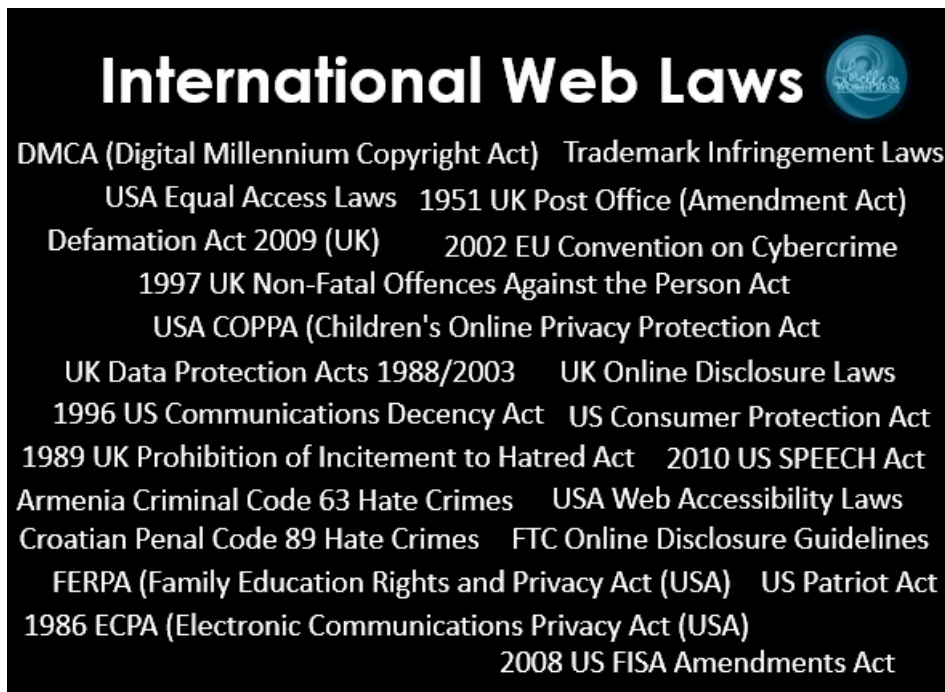 International Web Laws
WORDPRESS
DMCA (Digital Millennium Copyright Act) Trademark Infringement Laws
USA Equal Access Laws 1951 UK Post Office (Amendment Act)
Defamation Act 2009 (UK) 2002 EU Convention on Cybercrime
1997 UK Non-Fatal Offences Against the Person Act
USA COPPA (Children's Online Privacy Protection Act
UK Data Protection Acts 1988/2003 UK Online Disclosure Laws
1996 US Communications Decency Act US Consumer Protection Act
1989 UK Prohibition of Incitement to Hatred Act 2010 US SPEECH Act
Armenia Criminal Code 63 Hate Crimes USA Web Accessibility Laws
Croatian Penal Code 89 Hate Crimes FTC Online Disclosure Guidelines
FERPA (Family Education Rights and Privacy Act (USA) US Patriot Act
1986 ECPA (Electronic Communications Privacy Act (USA)
2008 US FISA Amendments Act